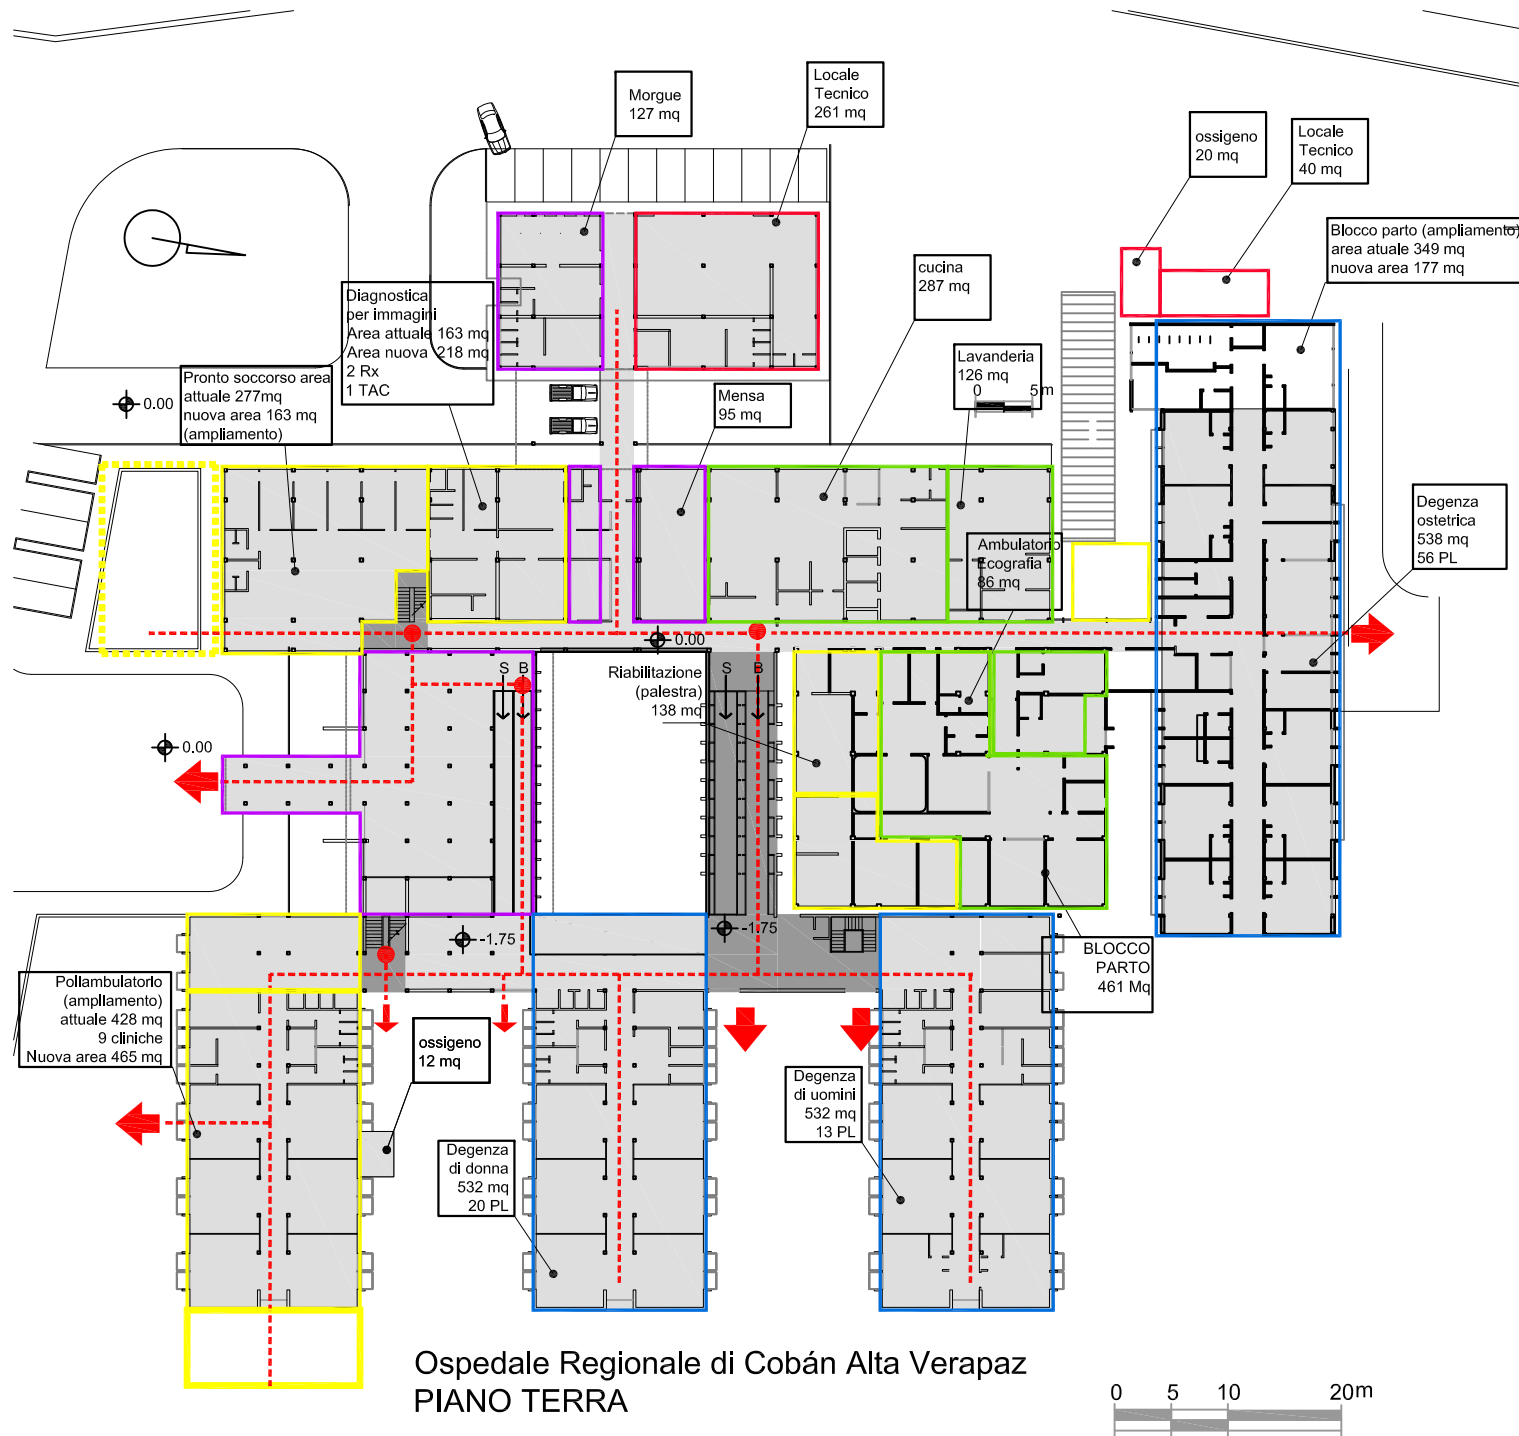 Morgue
127 mq
Locale
Tecnico
261 mq
ossigeno
20 mq
Locale
Tecnico
40 mq
Blocco parto (ampliamento)
area atuale 349 mq
nuova area 177 mq
cucina
287 mq
Diagnostica
per immagini
Area attuale 163 mq
Area nuova 218 mq
2 Rx
1 TAC
Lavanderia
126 mq
0 5m
Pronto soccorso area
attuale 277mq
nuova area 163 mq
(ampliamento)
0.00
Mensa
95 mq
Degenza
ostetrica
538 mq
56 PL
Ambulatorio
Ecografia
86 mq
0.00
S B
S B
Riabilitazione
(palestra)
138 mq
0.00
-1.75
-1.75
BLOCCO
PARTO
461 Mq
Poliambulatorio
(ampliamento)
attuale 428 mq
9 cliniche
Nuova area 465 mq
ossigeno
12 mq
Degenza
di uomini
532 mq
13 PL
Degenza
di donna
532 mq
20 PL
Ospedale Regionale di Cobán Alta Verapaz
PIANO TERRA
0 5 10 20m